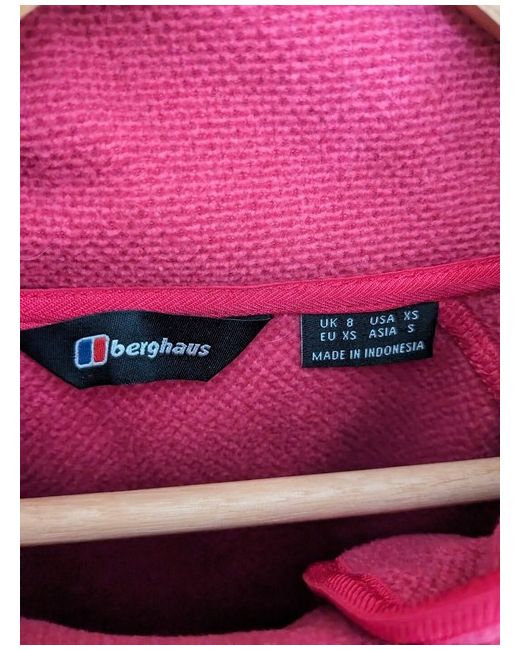 berghaus
UK 8 USA XS
EU XS ASIA S
MADE IN INDONESIA